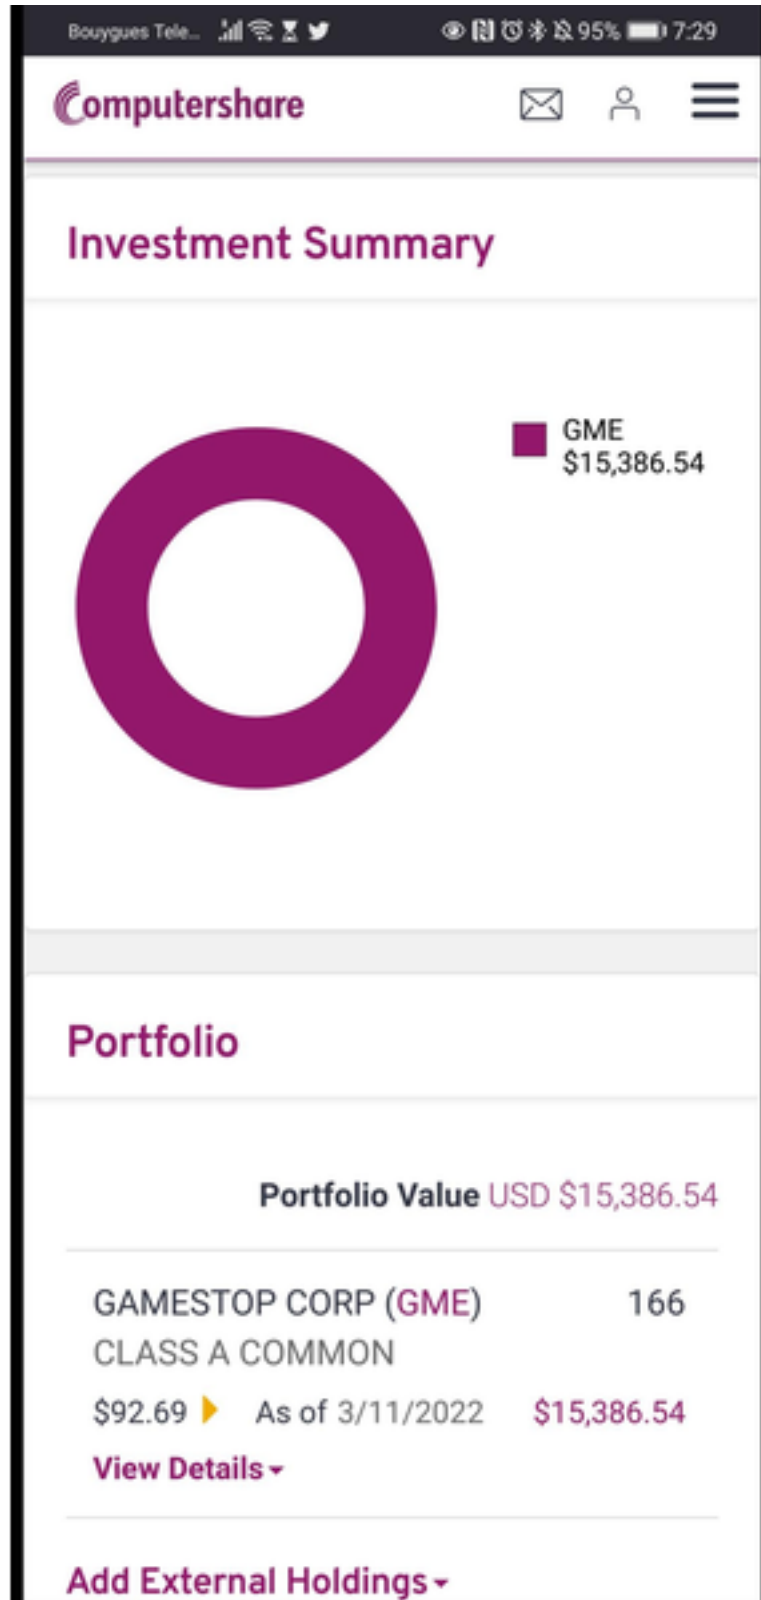 Bouygues Tele... 95% 7:29
Computershare
Investment Summary
GME
$15,386.54
Portfolio
Portfolio Value USD $15,386.54
GAMESTOP CORP (GME) 166
CLASS A COMMON
$92.69 As of 3/11/2022 $15,386.54
View Details
Add External Holdings